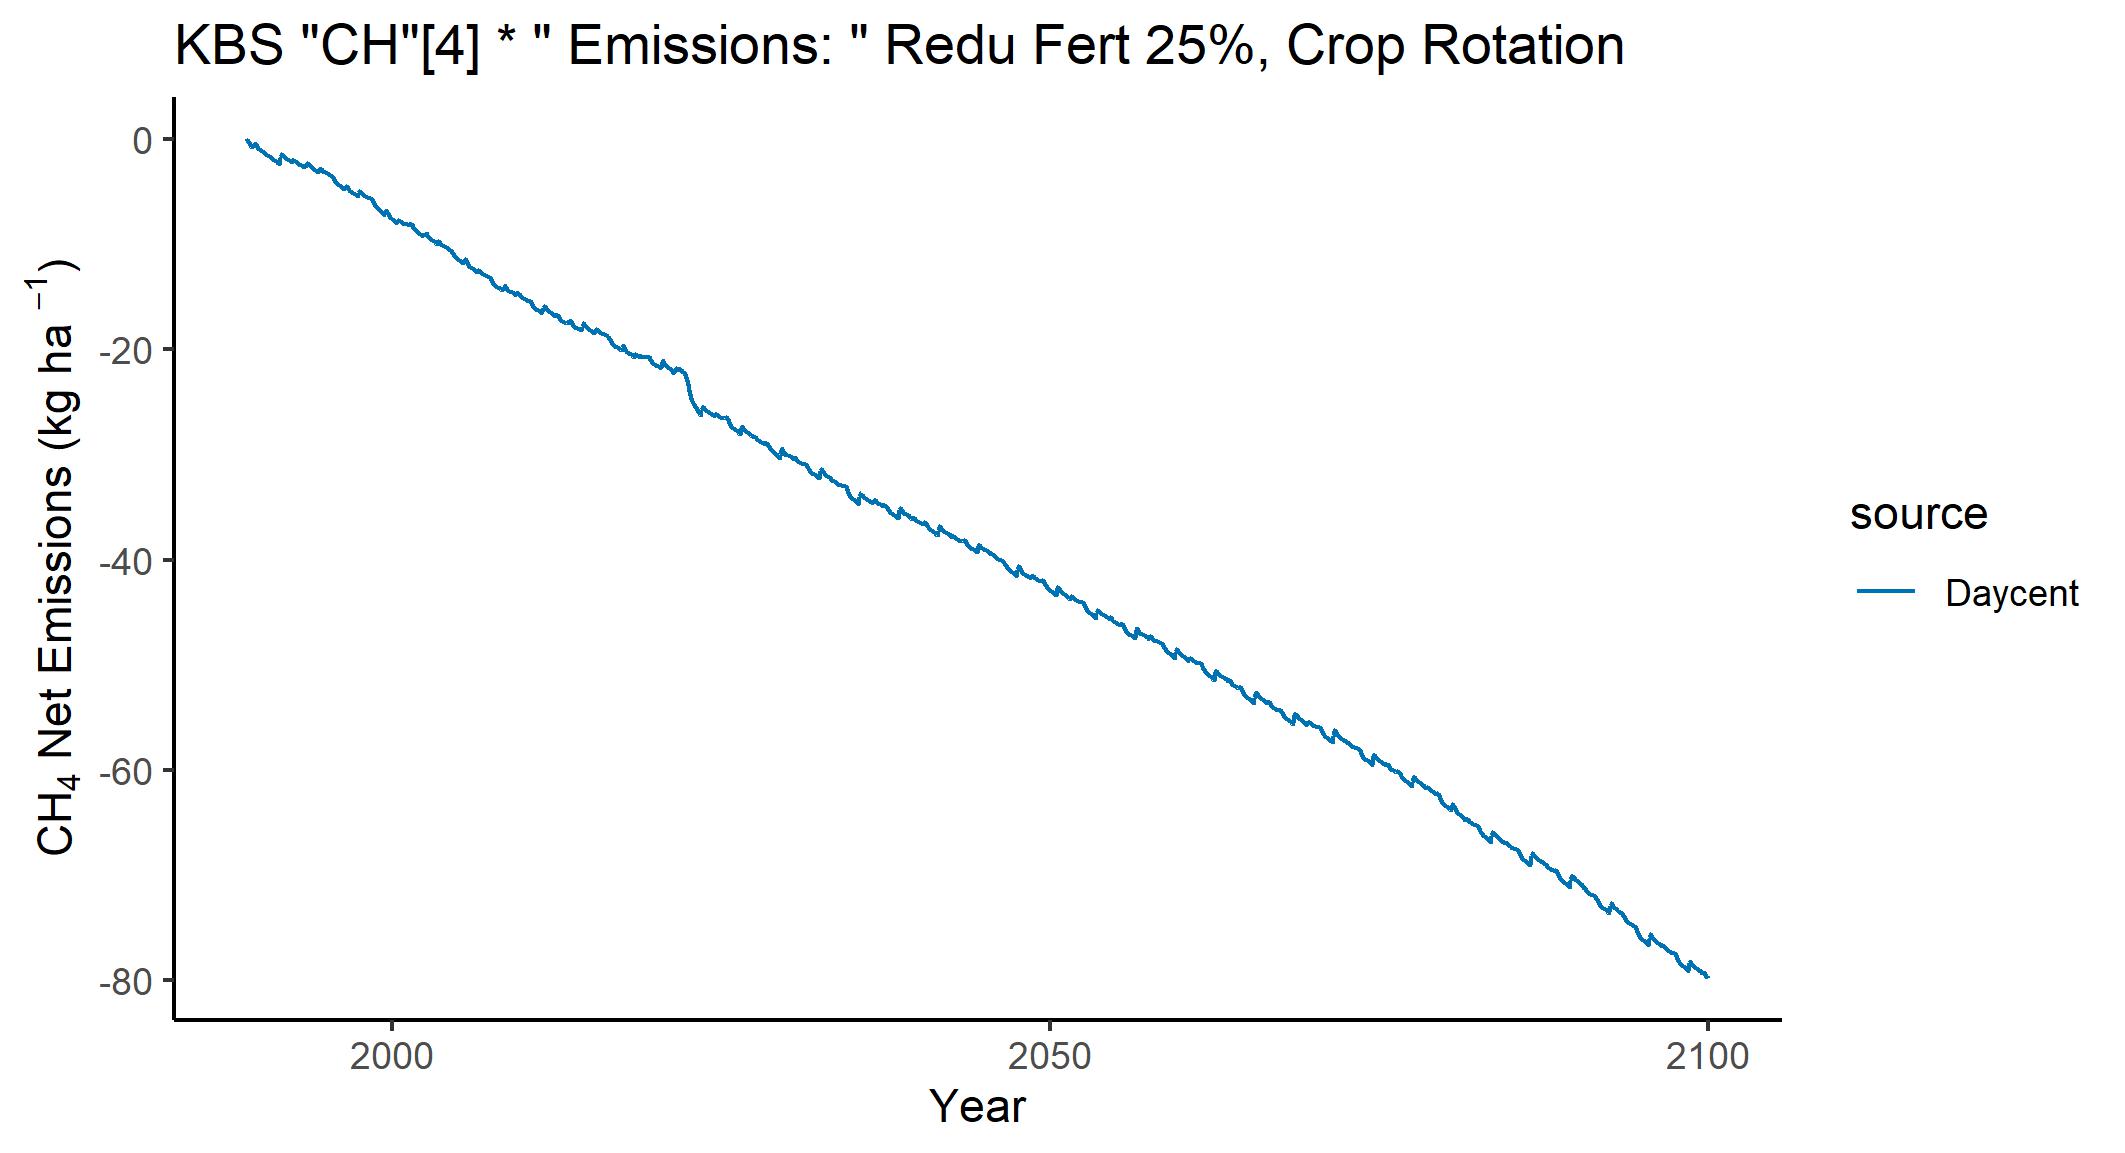 KBS "CH"[4] * " Emissions: " Redu Fert 25%, Crop Rotation
CH₄ Net Emissions (kg ha ⁻¹)
0
-20
-40
-60
-80
2000
2050
2100
Year
source
Daycent